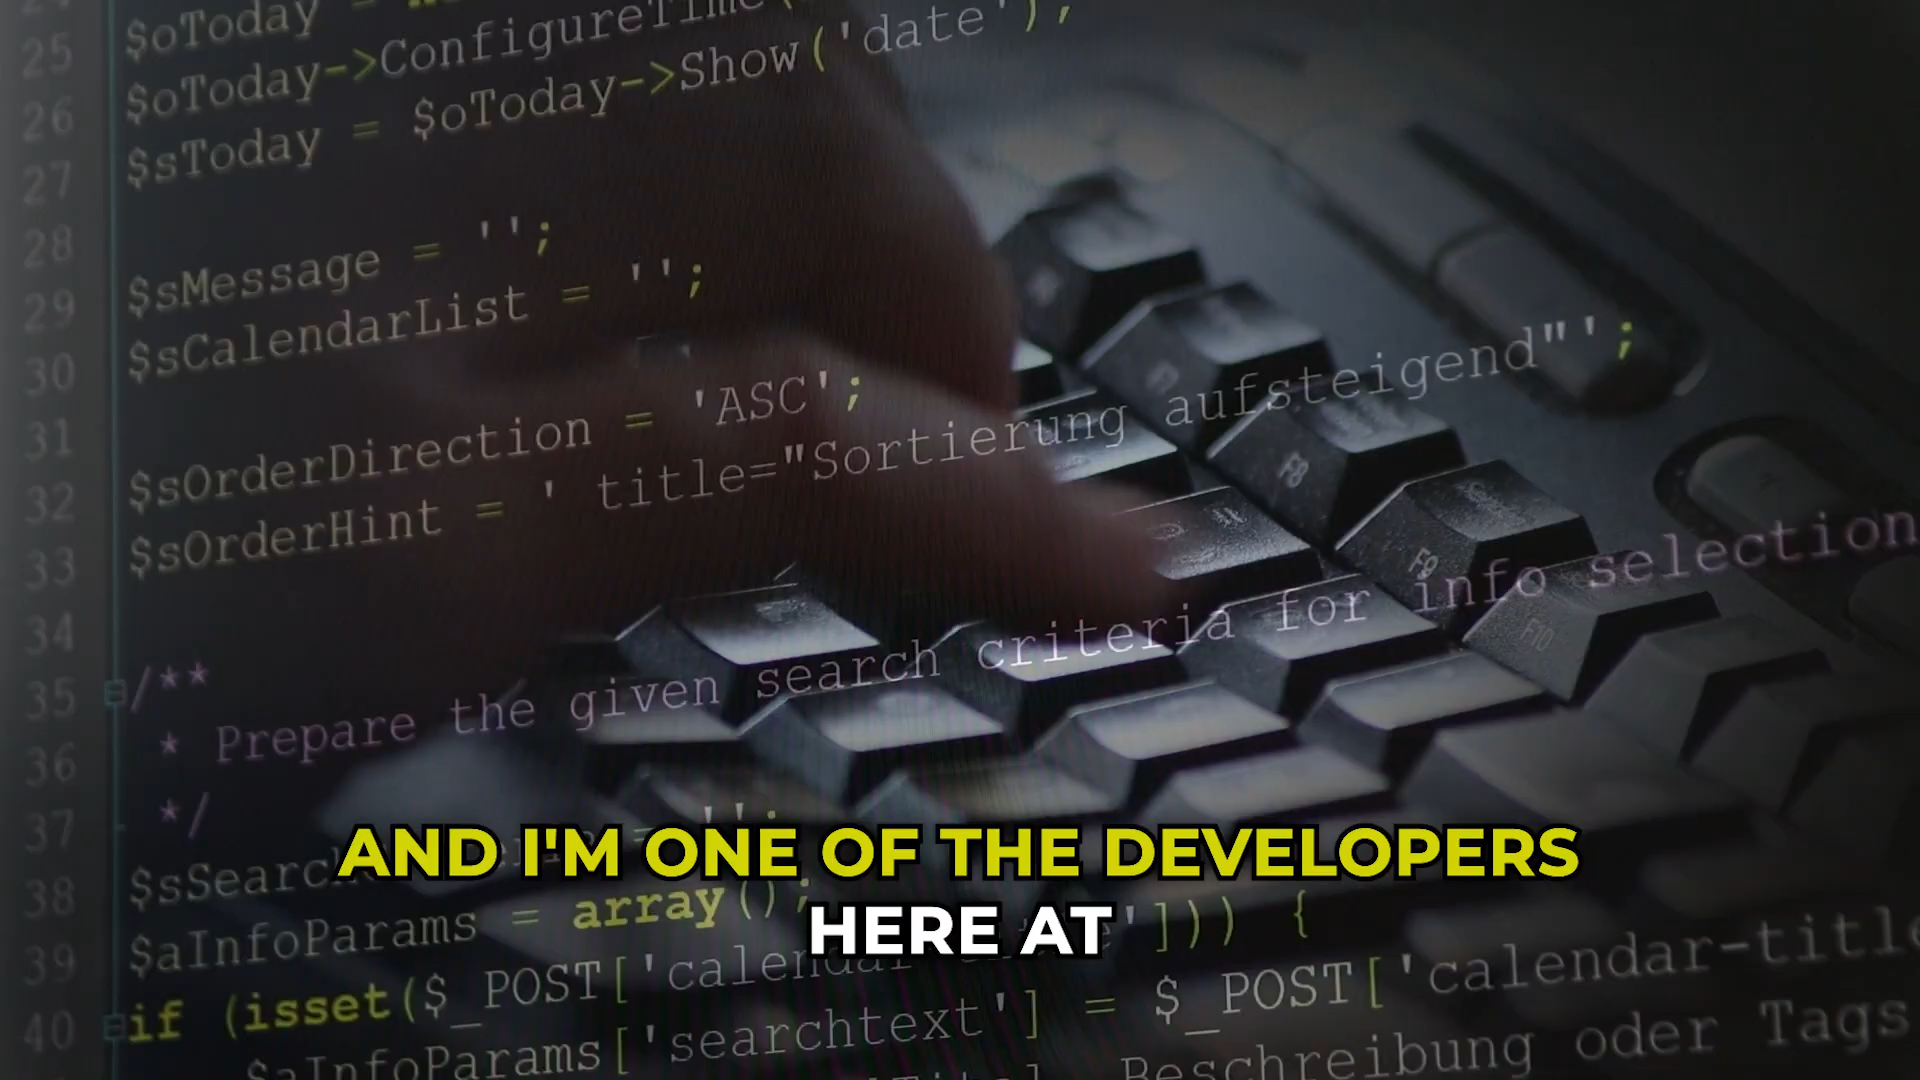 25 $oToday
26 $oToday->ConfigureTime(
27 $sToday = $oToday->Show('date');
28
29 $sMessage = '';
30 $sCalendarList = '';
31
32 $sOrderDirection = 'ASC';
33 $sOrderHint = ' title="Sortierung aufsteigend"';
34
35 /**
36 * Prepare the given search criteria for info selection
37 */
38 $sSearch = '';
39 $aInfoParams = array();
40 if (isset($_POST['calendar '])) {
$aInfoParams['searchtext'] = $_POST['calendar-title
Beschreibung oder Tags
AND I'M ONE OF THE DEVELOPERS
HERE AT
F8
F9
F10